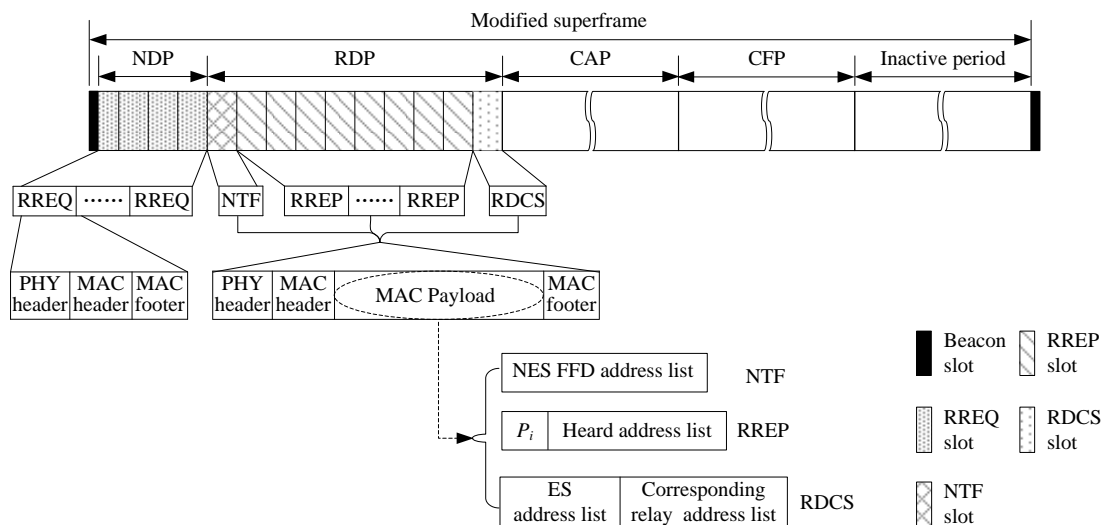 Modified superframe
NDP RDP CAP CFP Inactive period
RREQ ...... RREQ NTF RREP ...... RREP RDCS
PHY header MAC header MAC footer
PHY header MAC header MAC Payload MAC footer
NES FFD address list NTF
P_i Heard address list RREP
ES address list Corresponding relay address list RDCS
Beacon slot
RREP slot
RREQ slot
RDCS slot
NTF slot